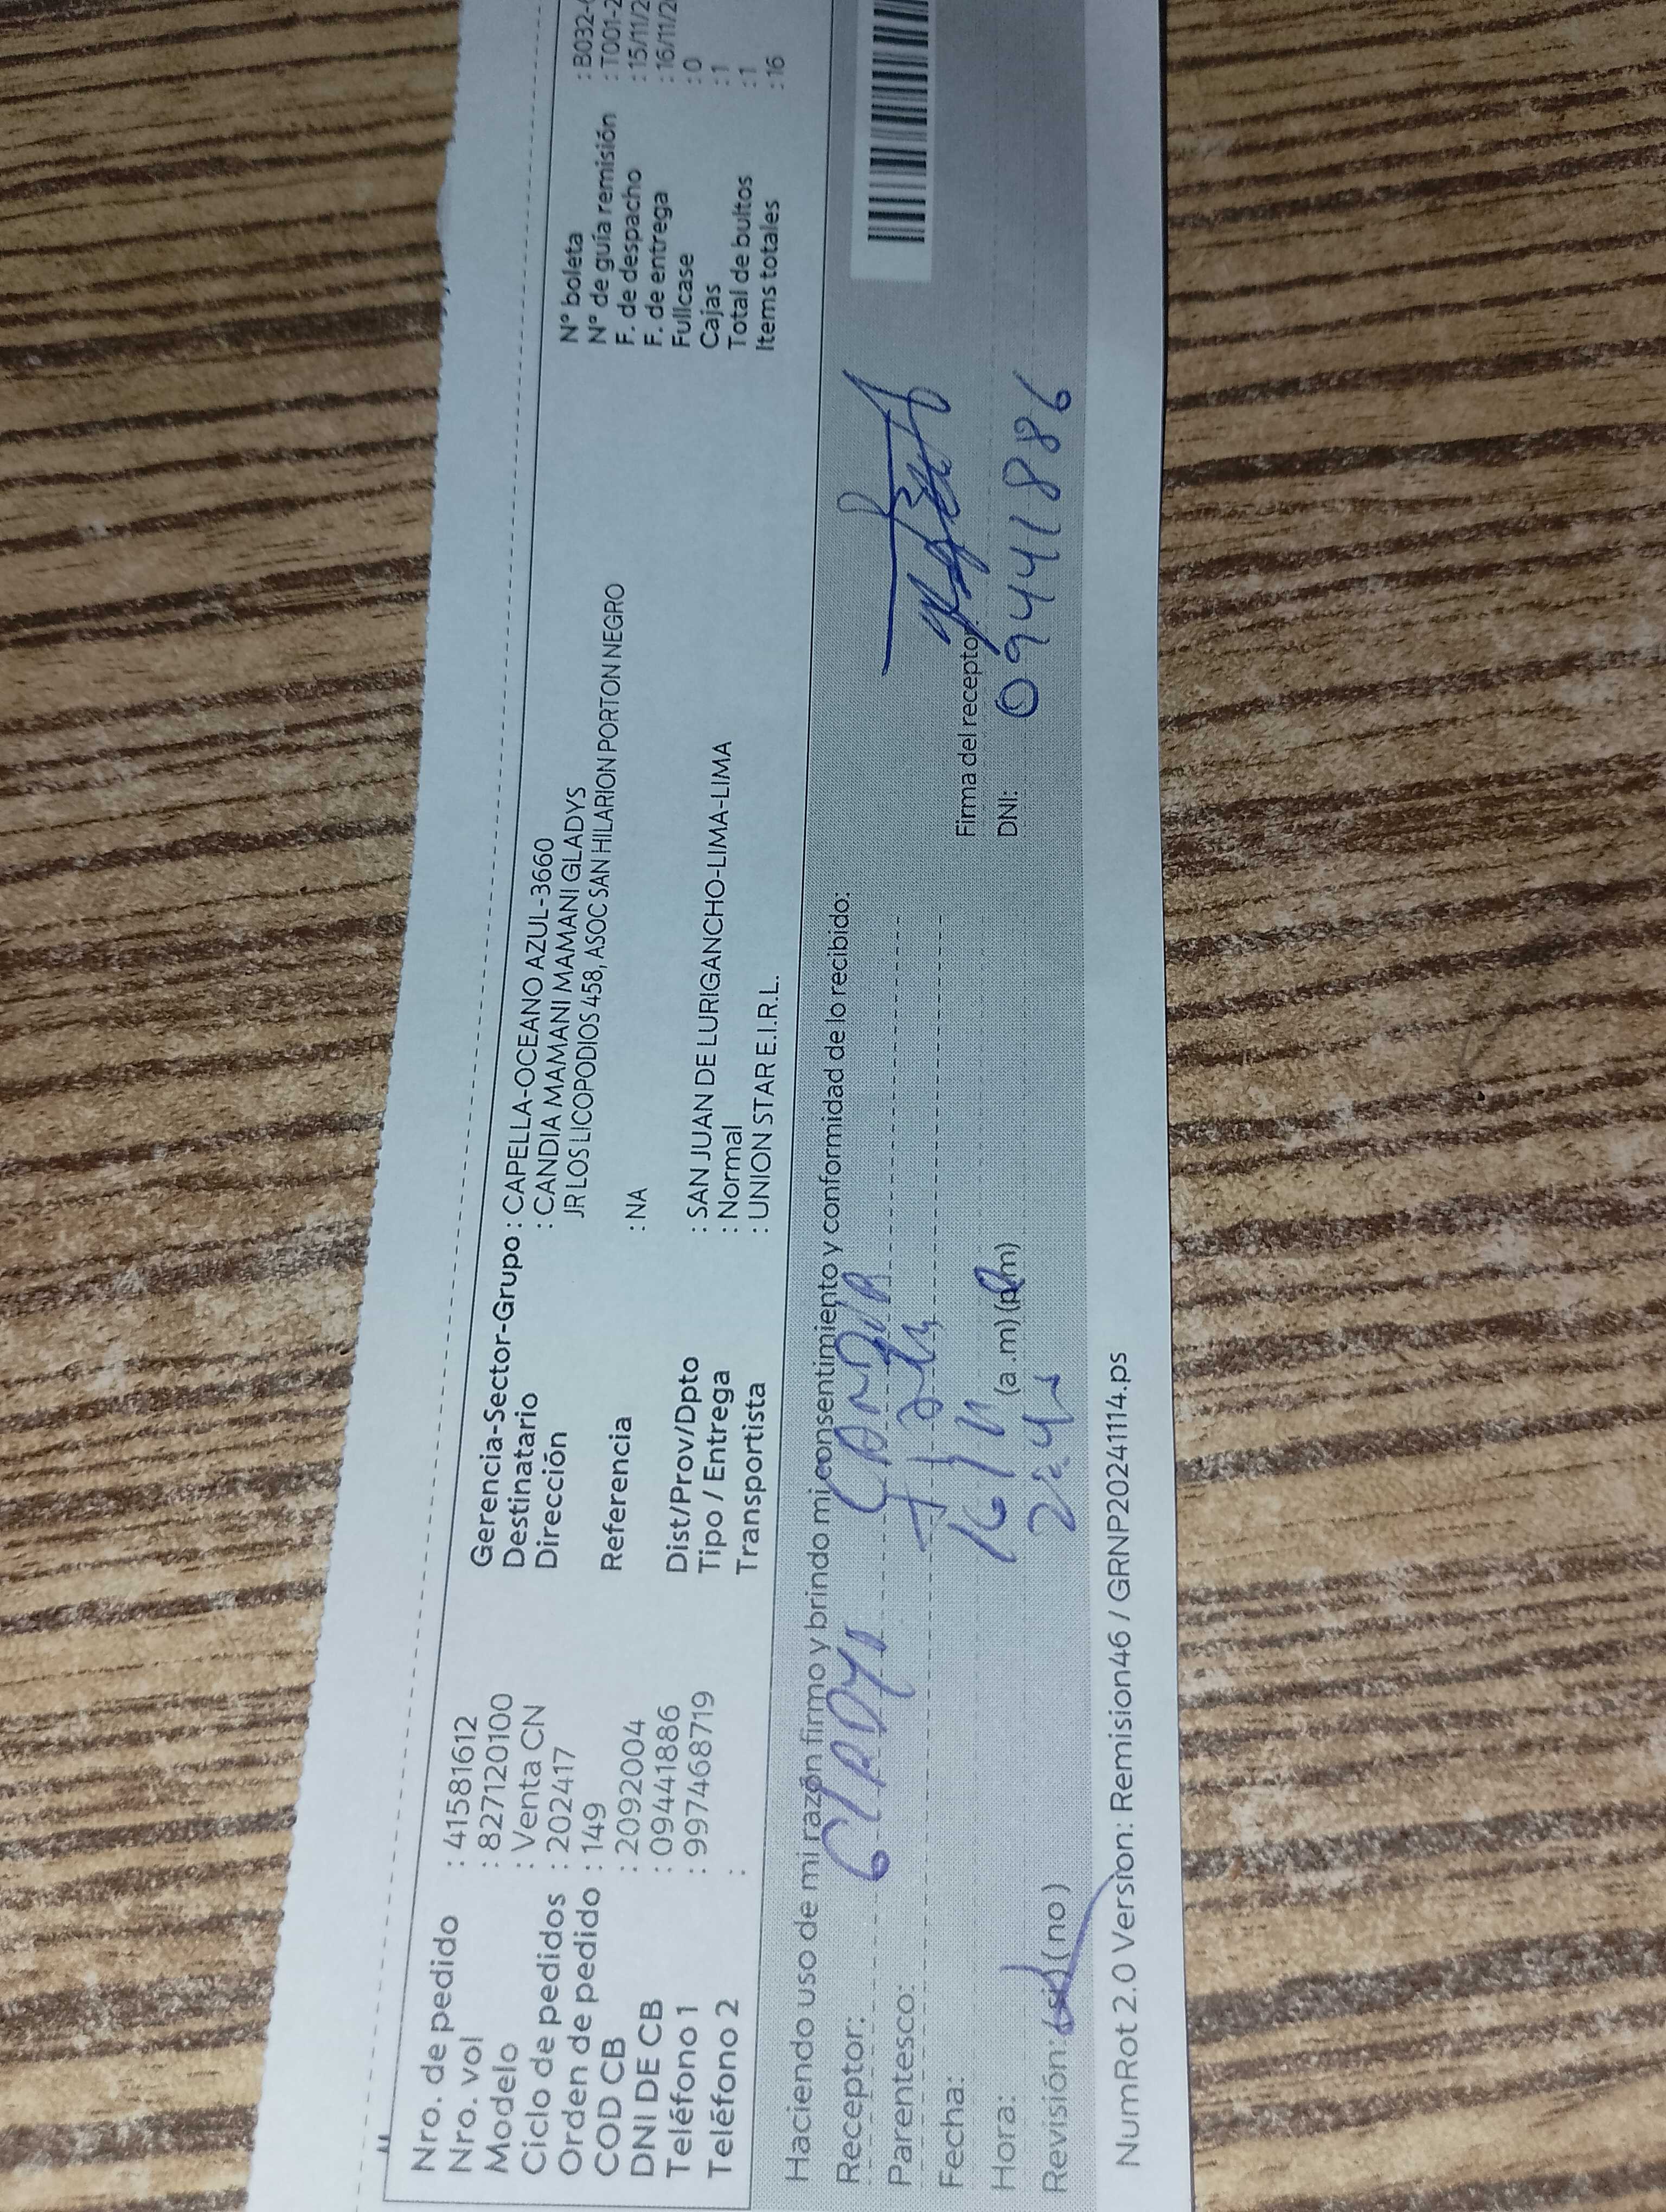 Nro. de pedido : 41581612
Nro. vol : 827120100
Modelo : Venta CN
Ciclo de pedidos : 202417
Orden de pedido : 149
COD CB : 2092004
DNI DE CB : 09441886
Teléfono 1 : 997468719
Teléfono 2 :
Gerencia-Sector-Grupo : CAPELLA-OCEANO AZUL-3660
Destinatario : CANDIA MAMANI MAMANI GLADYS
Dirección JR LOS LICOPODIOS 458, ASOC SAN HILARION PORTON NEGRO
Referencia : NA
Dist/Prov/Dpto : SAN JUAN DE LURIGANCHO-LIMA-LIMA
Tipo / Entrega : Normal
Transportista : UNION STAR E.I.R.L.
N° boleta : B032-
N° de guía remisión : T001-2
F. de despacho : 15/11/2
F. de entrega : 16/11/2
Fullcase : 0
Cajas : 1
Total de bultos : 1
Items totales : 16
Haciendo uso de mi razón firmo y brindo mi consentimiento y conformidad de lo recibido:
Receptor: GLADYS CANDIA
Parentesco:
Fecha: 16/11
Hora: (a.m) (p.m)
Revisión: (si) (no)
Firma del receptor:
DNI: 09441886
NumRot 2.0 Version: Remision46 / GRNP20241114.ps